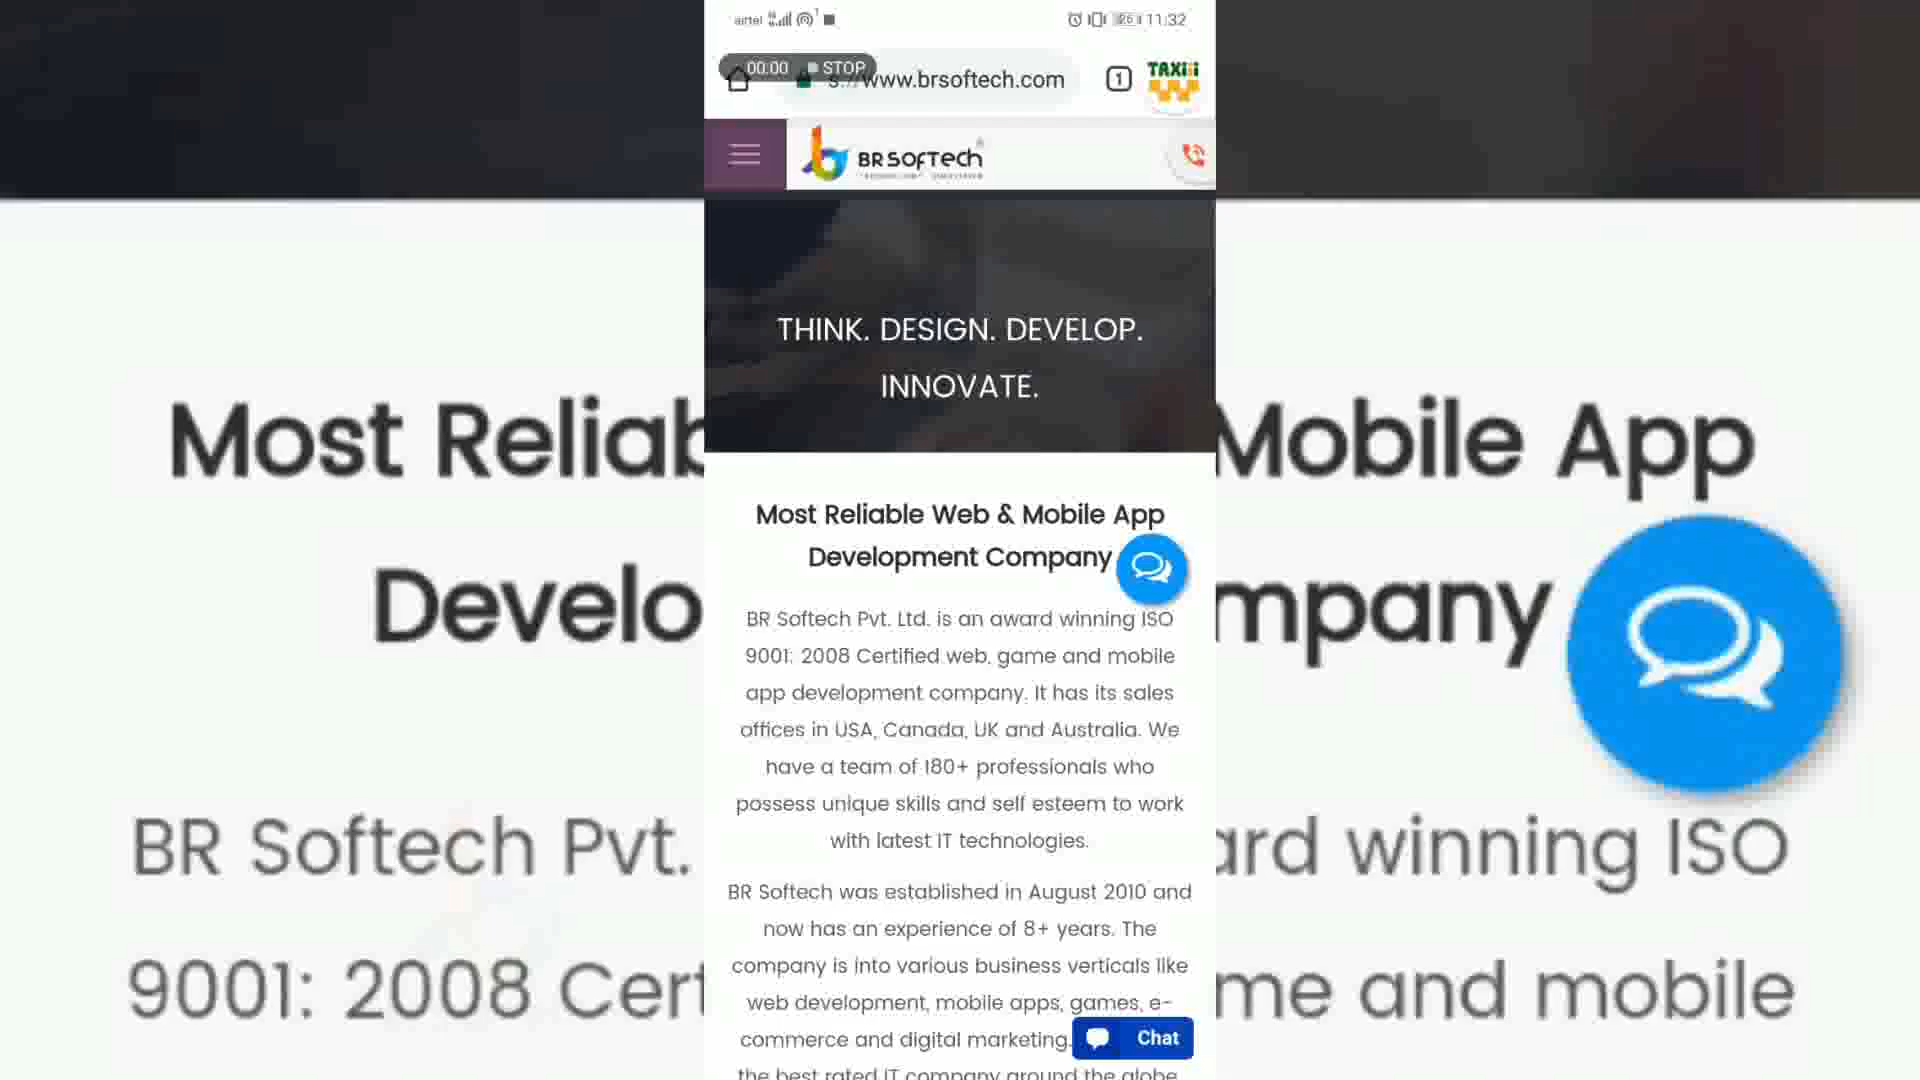 airtel 11:32
00:00 STOP
s://www.brsoftech.com
1
TAXiii
BR SOFTECH
THINK. DESIGN. DEVELOP.
INNOVATE.
Most Reliable Web & Mobile App
Development Company
BR Softech Pvt. Ltd. is an award winning ISO
9001: 2008 Certified web, game and mobile
app development company. It has its sales
offices in USA, Canada, UK and Australia. We
have a team of 180+ professionals who
possess unique skills and self esteem to work
with latest IT technologies.
BR Softech was established in August 2010 and
now has an experience of 8+ years. The
company is into various business verticals like
web development, mobile apps, games, e-
commerce and digital marketing.
Chat
the best rated IT company around the globe
Most Reliab
Mobile App
Develo
mpany
BR Softech Pvt.
ard winning ISO
9001: 2008 Cert
me and mobile